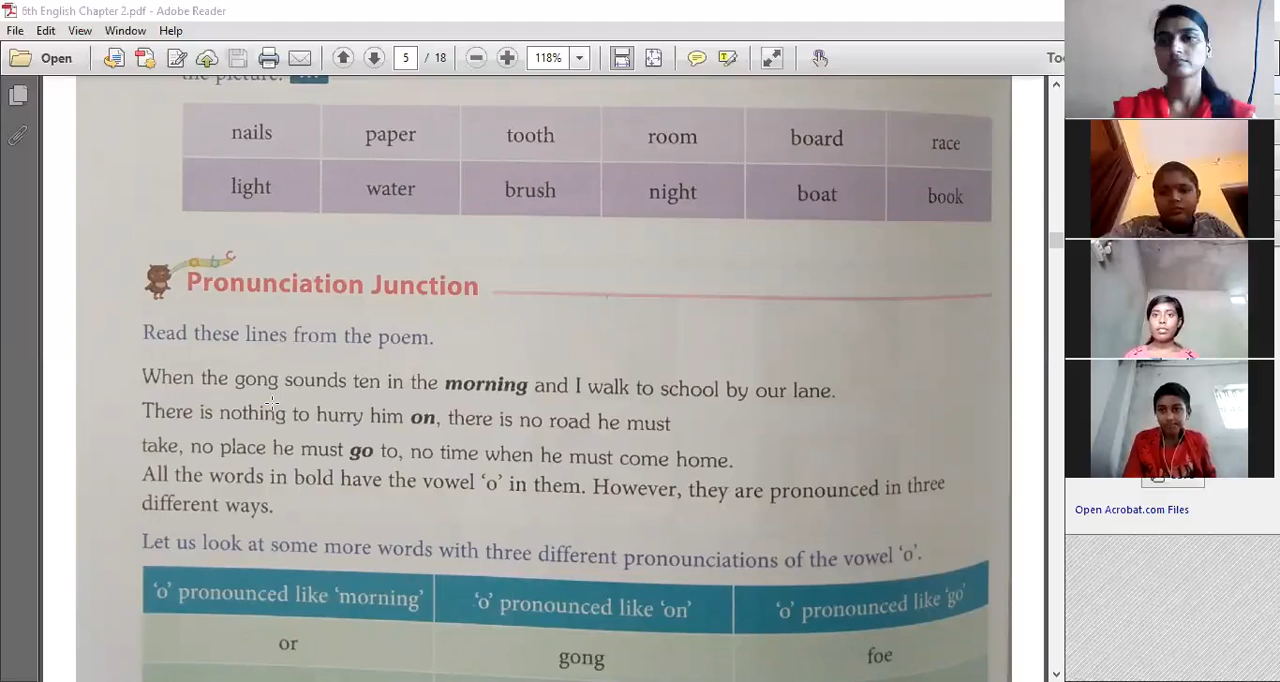 6th English Chapter 2.pdf - Adobe Reader
File Edit View Window Help
Open 5 / 18 118%
the picture.
nails paper tooth room board race
light water brush night boat book
a b c
Pronunciation Junction
Read these lines from the poem.
When the gong sounds ten in the morning and I walk to school by our lane.
There is nothing to hurry him on, there is no road he must
take, no place he must go to, no time when he must come home.
All the words in bold have the vowel ‘o’ in them. However, they are pronounced in three
different ways.
Let us look at some more words with three different pronounciations of the vowel ‘o’.
‘o’ pronounced like ‘morning’ ‘o’ pronounced like ‘on’ ‘o’ pronounced like ‘go’
or gong foe
Open Acrobat.com Files